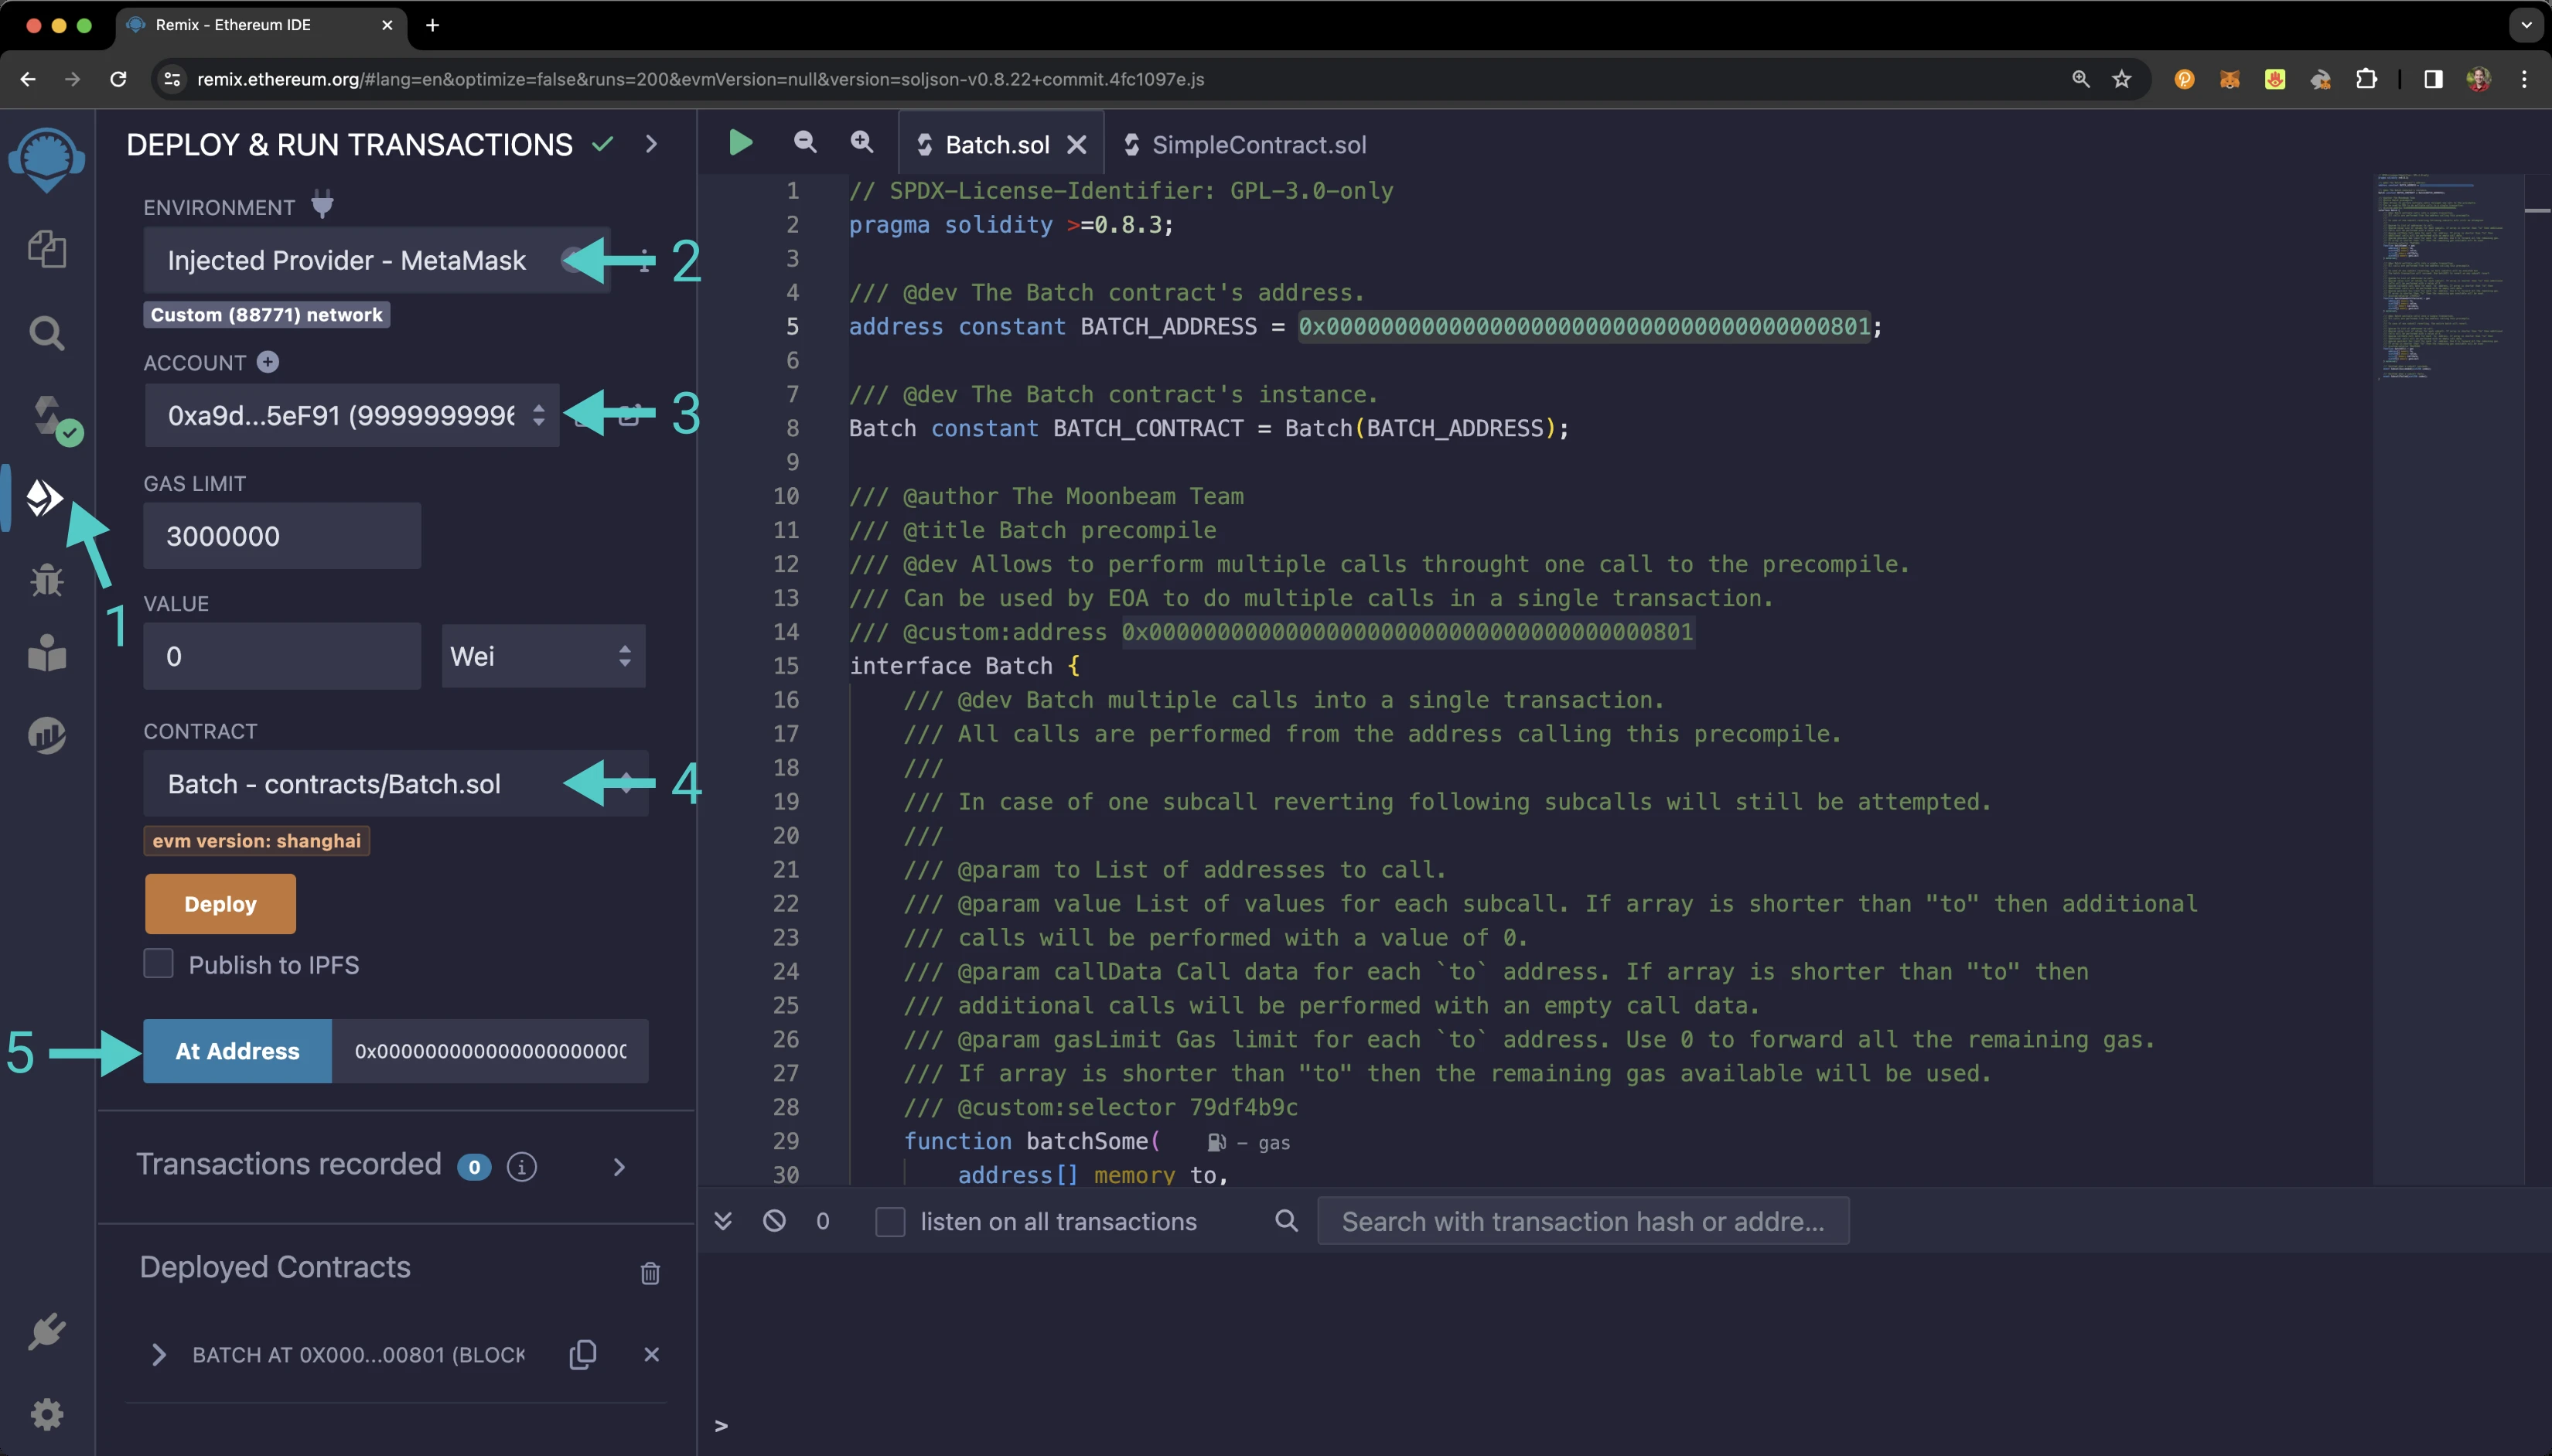 Remix - Ethereum IDE
remix.ethereum.org/#lang=en&optimize=false&runs=200&evmVersion=null&version=soljson-v0.8.22+commit.4fc1097e.js
DEPLOY & RUN TRANSACTIONS
ENVIRONMENT
Injected Provider - MetaMask
2
Custom (88771) network
ACCOUNT
0xa9d...5eF91 (9999999996
3
GAS LIMIT
3000000
1
VALUE
0
Wei
CONTRACT
Batch - contracts/Batch.sol
4
evm version: shanghai
Deploy
Publish to IPFS
5
At Address
Transactions recorded 0
Deployed Contracts
BATCH AT 0X000...00801 (BLOCK
Batch.sol
SimpleContract.sol
1 // SPDX-License-Identifier: GPL-3.0-only
2 pragma solidity >=0.8.3;
3
4 /// @dev The Batch contract's address.
5 address constant BATCH_ADDRESS = 0x0000000000000000000000000000000000000801;
6
7 /// @dev The Batch contract's instance.
8 Batch constant BATCH_CONTRACT = Batch(BATCH_ADDRESS);
9
10 /// @author The Moonbeam Team
11 /// @title Batch precompile
12 /// @dev Allows to perform multiple calls throught one call to the precompile.
13 /// Can be used by EOA to do multiple calls in a single transaction.
14 /// @custom:address 0x0000000000000000000000000000000000000801
15 interface Batch {
16 /// @dev Batch multiple calls into a single transaction.
17 /// All calls are performed from the address calling this precompile.
18 ///
19 /// In case of one subcall reverting following subcalls will still be attempted.
20 ///
21 /// @param to List of addresses to call.
22 /// @param value List of values for each subcall. If array is shorter than "to" then additional
23 /// calls will be performed with a value of 0.
24 /// @param callData Call data for each `to` address. If array is shorter than "to" then
25 /// additional calls will be performed with an empty call data.
26 /// @param gasLimit Gas limit for each `to` address. Use 0 to forward all the remaining gas.
27 /// If array is shorter than "to" then the remaining gas available will be used.
28 /// @custom:selector 79df4b9c
29 function batchSome( - gas
30 address[] memory to,
0
listen on all transactions
Search with transaction hash or addre...
>